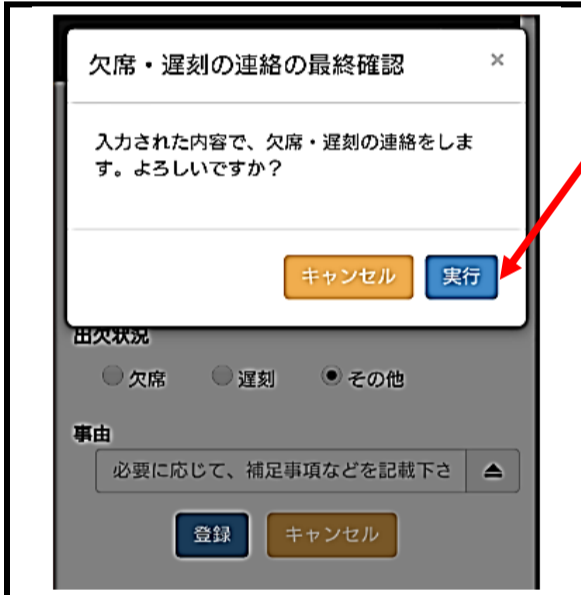 欠席・遅刻の連絡の最終確認 ×
入力された内容で、欠席・遅刻の連絡をしま
す。よろしいですか？
キャンセル 実行
出欠状況
欠席 遅刻 その他
事由
必要に応じて、補足事項などを記載下さ
登録 キャンセル